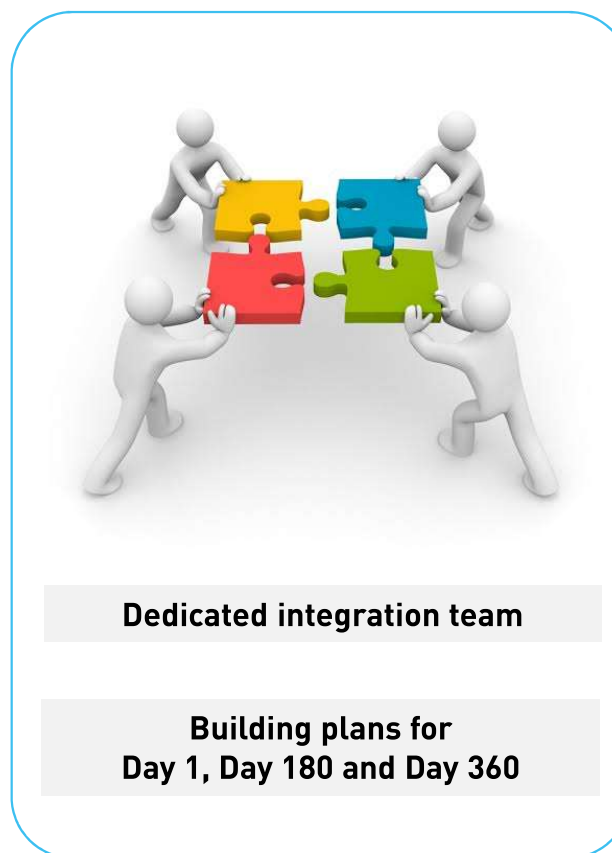 Dedicated integration team
Building plans for
Day 1, Day 180 and Day 360